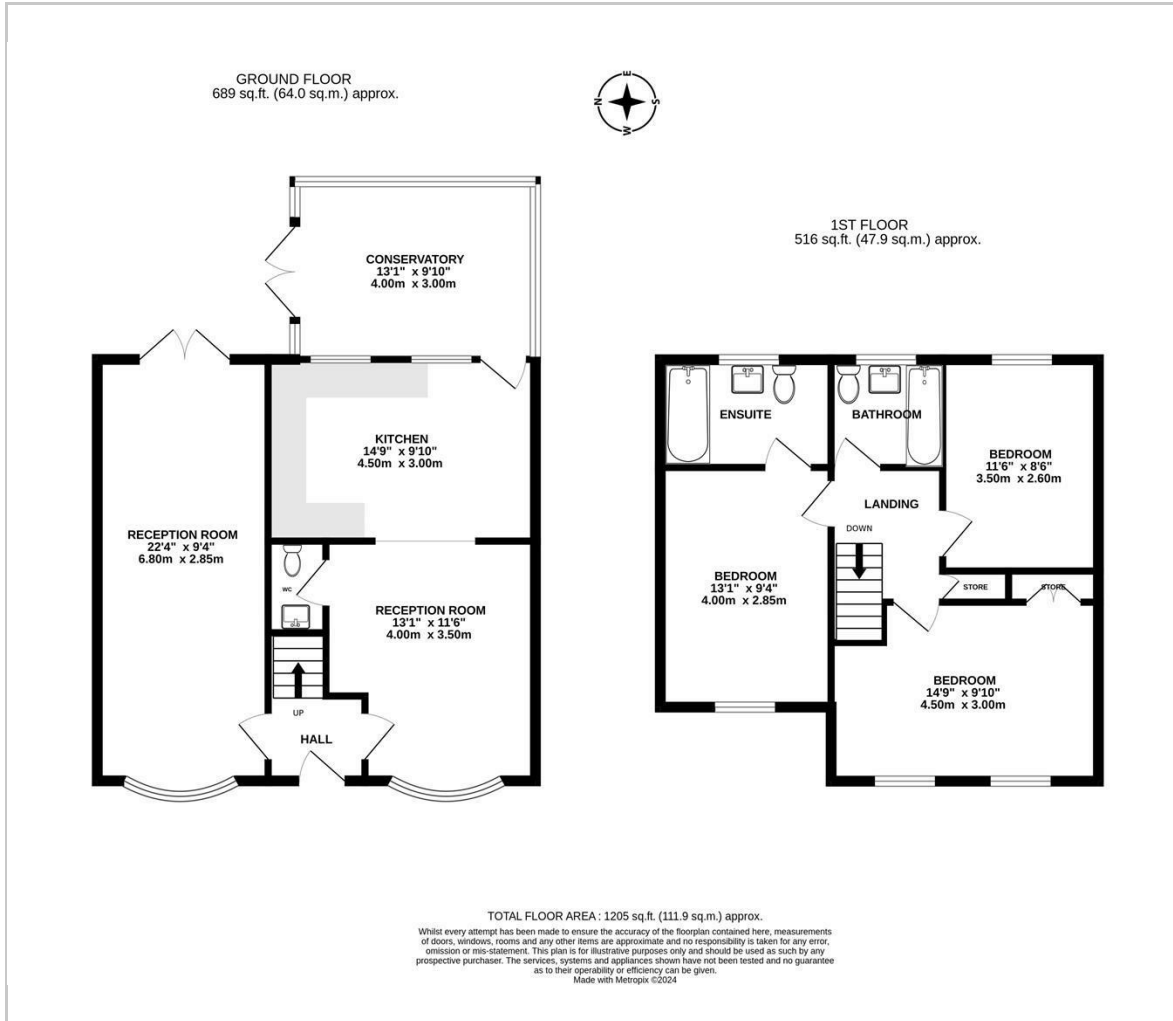 GROUND FLOOR
689 sq.ft. (64.0 sq.m.) approx.
E
N
S
W
1ST FLOOR
516 sq.ft. (47.9 sq.m.) approx.
CONSERVATORY
13'1" x 9'10"
4.00m x 3.00m
KITCHEN
14'9" x 9'10"
4.50m x 3.00m
RECEPTION ROOM
22'4" x 9'4"
6.80m x 2.85m
WC
RECEPTION ROOM
13'1" x 11'6"
4.00m x 3.50m
UP
HALL
ENSUITE
BATHROOM
BEDROOM
11'6" x 8'6"
3.50m x 2.60m
LANDING
DOWN
BEDROOM
13'1" x 9'4"
4.00m x 2.85m
STORE
STORE
BEDROOM
14'9" x 9'10"
4.50m x 3.00m
TOTAL FLOOR AREA : 1205 sq.ft. (111.9 sq.m.) approx.
Whilst every attempt has been made to ensure the accuracy of the floorplan contained here, measurements
of doors, windows, rooms and any other items are approximate and no responsibility is taken for any error,
omission or mis-statement. This plan is for illustrative purposes only and should be used as such by any
prospective purchaser. The services, systems and appliances shown have not been tested and no guarantee
as to their operability or efficiency can be given.
Made with Metropix ©2024